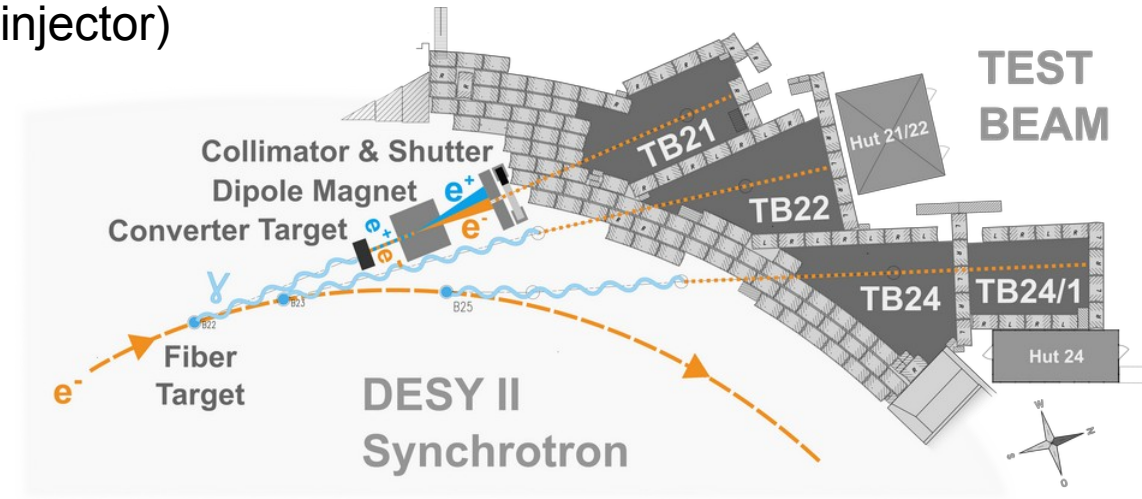 injector)
TEST
BEAM
Collimator & Shutter
Dipole Magnet
Converter Target
e⁺
e⁻
e⁺
e⁻
γ
B22
B23
B25
Fiber
Target
e⁻
DESY II
Synchrotron
TB21
TB22
TB24
TB24/1
Hut 21/22
Hut 24
W
N
S
O